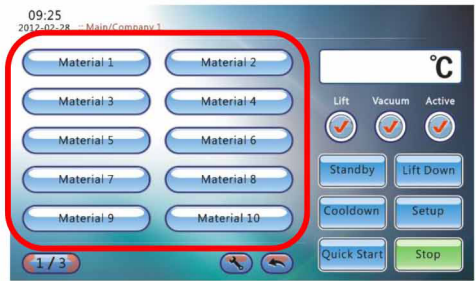 09:25
2012-02-28 :: Main/Company 1
Material 1 Material 2
Material 3 Material 4
Material 5 Material 6
Material 7 Material 8
Material 9 Material 10
1 / 3
℃
Lift Vacuum Active
Standby Lift Down
Cooldown Setup
Quick Start Stop